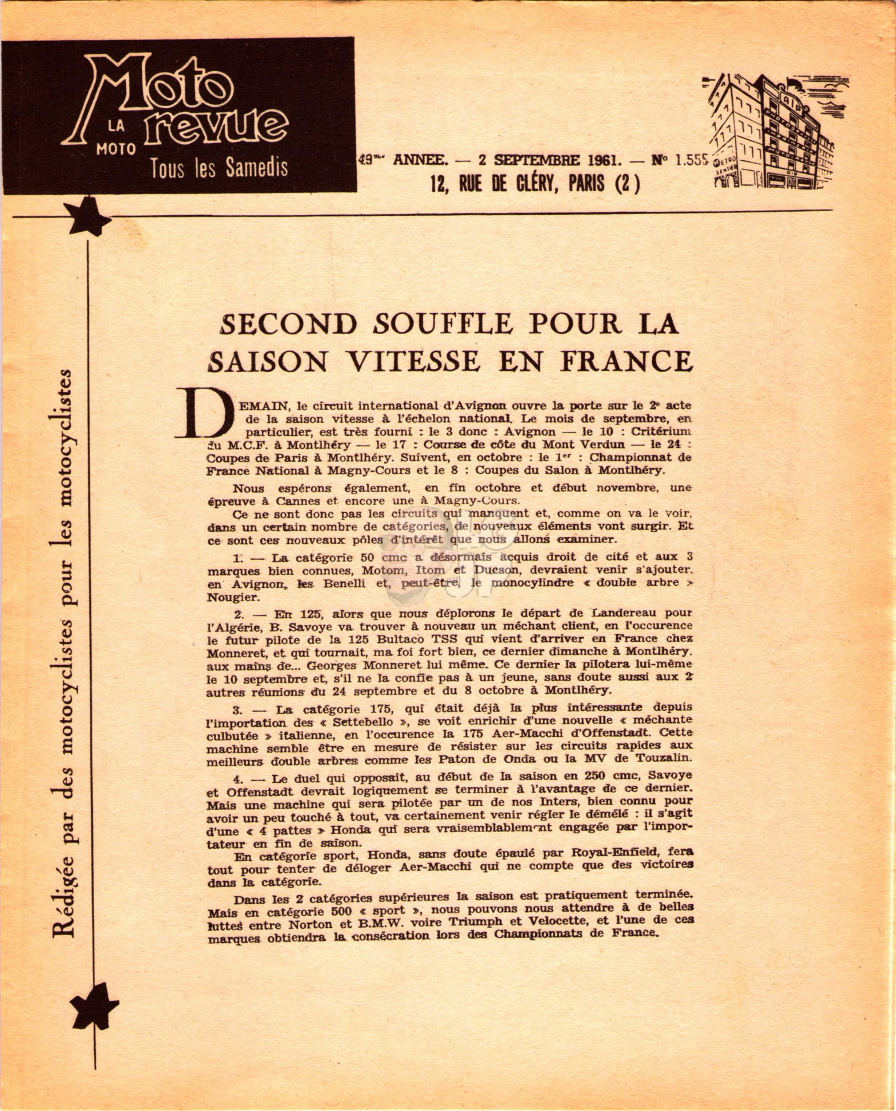 Moto
revue
LA
MOTO
Tous les Samedis
49me ANNEE. — 2 SEPTEMBRE 1961. — No 1.555
12, RUE DE CLÉRY, PARIS (2)
METRO
SENTIER
Rédigée par des motocyclistes pour les motocyclistes
SECOND SOUFFLE POUR LA
SAISON VITESSE EN FRANCE
DEMAIN, le circuit international d'Avignon ouvre la porte sur le 2e acte
de la saison vitesse à l'échelon national. Le mois de septembre, en
particulier, est très fourni : le 3 donc : Avignon — le 10 : Critérium
du M.C.F. à Montlhéry — le 17 : Course de côte du Mont Verdun — le 24 :
Coupes de Paris à Montlhéry. Suivent, en octobre : le 1er : Championnat de
France National à Magny-Cours et le 8 : Coupes du Salon à Montlhéry.
Nous espérons également, en fin octobre et début novembre, une
épreuve à Cannes et encore une à Magny-Cours.
Ce ne sont donc pas les circuits qui manquent et, comme on va le voir,
dans un certain nombre de catégories, de nouveaux éléments vont surgir. Et
ce sont ces nouveaux pôles d'intérêt que nous allons examiner.
1. — La catégorie 50 cmc a désormais acquis droit de cité et aux 3
marques bien connues, Motom, Itom et Ducson, devraient venir s'ajouter,
en Avignon, les Benelli et, peut-être, le monocylindre « double arbre »
Nougier.
2. — En 125, alors que nous déplorons le départ de Landereau pour
l'Algérie, B. Savoye va trouver à nouveau un méchant client, en l'occurence
le futur pilote de la 125 Bultaco TSS qui vient d'arriver en France chez
Monneret, et qui tournait, ma foi fort bien, ce dernier dimanche à Montlhéry,
aux mains de... Georges Monneret lui même. Ce dernier la pilotera lui-même
le 10 septembre et, s'il ne la confie pas à un jeune, sans doute aussi aux 2
autres réunions du 24 septembre et du 8 octobre à Montlhéry.
3. — La catégorie 175, qui était déjà la plus intéressante depuis
l'importation des « Settebello », se voit enrichir d'une nouvelle « méchante
culbutée » italienne, en l'occurence la 175 Aer-Macchi d'Offenstadt. Cette
machine semble être en mesure de résister sur les circuits rapides aux
meilleurs double arbres comme les Paton de Onda ou la MV de Touzalin.
4. — Le duel qui opposait, au début de la saison en 250 cmc, Savoye
et Offenstadt devrait logiquement se terminer à l'avantage de ce dernier.
Mais une machine qui sera pilotée par un de nos Inters, bien connu pour
avoir un peu touché à tout, va certainement venir régler le démélé : il s'agit
d'une « 4 pattes » Honda qui sera vraisemblablement engagée par l'impor-
tateur en fin de saison.
En catégorie sport, Honda, sans doute épaulé par Royal-Enfield, fera
tout pour tenter de déloger Aer-Macchi qui ne compte que des victoires
dans la catégorie.
Dans les 2 catégories supérieures la saison est pratiquement terminée.
Mais en catégorie 500 « sport », nous pouvons nous attendre à de belles
luttes entre Norton et B.M.W. voire Triumph et Velocette, et l'une de ces
marques obtiendra la consécration lors des Championnats de France.